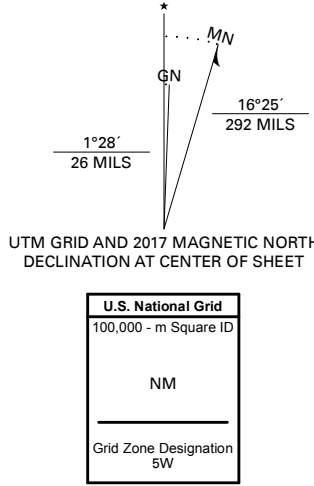 MN
GN
16°25´
292 MILS
1°28´
26 MILS
UTM GRID AND 2017 MAGNETIC NORTH
DECLINATION AT CENTER OF SHEET
U.S. National Grid
100,000 - m Square ID
NM
Grid Zone Designation
5W